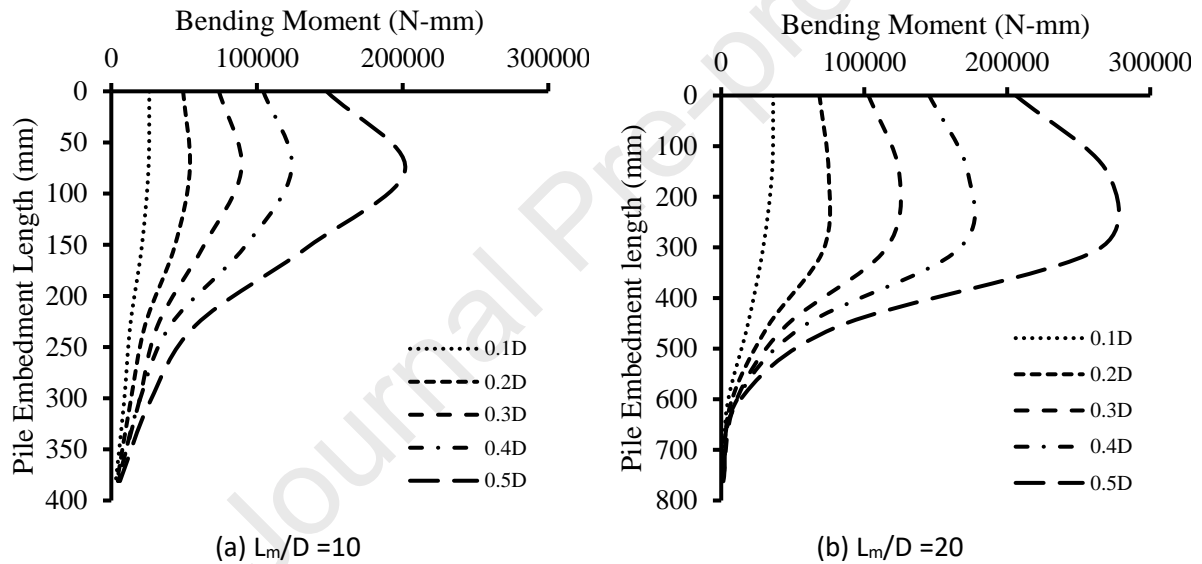 Bending Moment (N-mm)
0 100000 200000 300000
Pile Embedment Length (mm)
0
50
100
150
200
250
300
350
400
0.1D
0.2D
0.3D
0.4D
0.5D
(a) Lm/D =10
Bending Moment (N-mm)
0 100000 200000 300000
Pile Embedment length (mm)
0
100
200
300
400
500
600
700
800
0.1D
0.2D
0.3D
0.4D
0.5D
(b) Lm/D =20
Journal Pre-pro